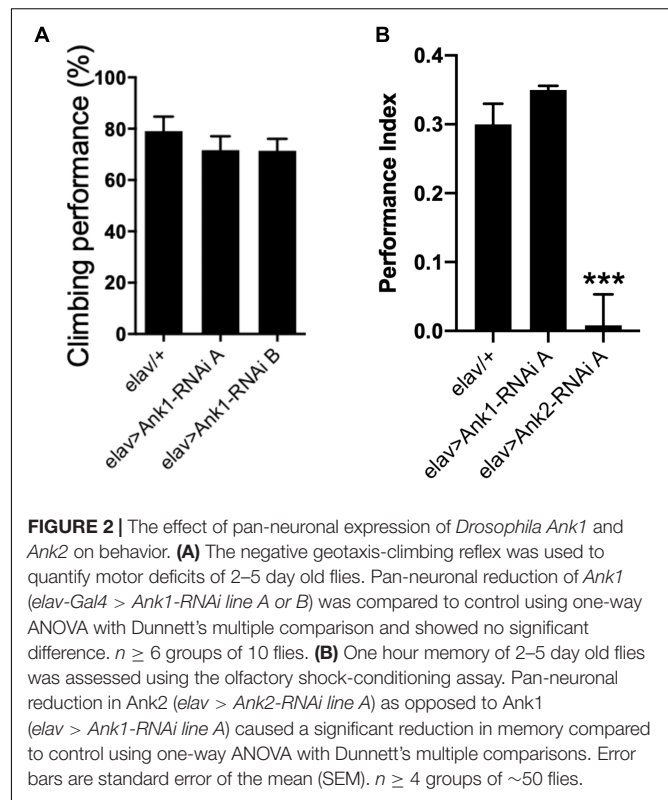 A
Climbing performance (%)
100
80
60
40
20
0
elav/+
elav>Ank1-RNAi A
elav>Ank1-RNAi B
B
Performance Index
0.4
0.3
0.2
0.1
0.0
***
elav/+
elav>Ank1-RNAi A
elav>Ank2-RNAi A
FIGURE 2 | The effect of pan-neuronal expression of Drosophila Ank1 and
Ank2 on behavior. (A) The negative geotaxis-climbing reflex was used to
quantify motor deficits of 2–5 day old flies. Pan-neuronal reduction of Ank1
(elav-Gal4 > Ank1-RNAi line A or B) was compared to control using one-way
ANOVA with Dunnett's multiple comparison and showed no significant
difference. n ≥ 6 groups of 10 flies. (B) One hour memory of 2–5 day old flies
was assessed using the olfactory shock-conditioning assay. Pan-neuronal
reduction in Ank2 (elav > Ank2-RNAi line A) as opposed to Ank1
(elav > Ank1-RNAi line A) caused a significant reduction in memory compared
to control using one-way ANOVA with Dunnett's multiple comparisons. Error
bars are standard error of the mean (SEM). n ≥ 4 groups of ~50 flies.